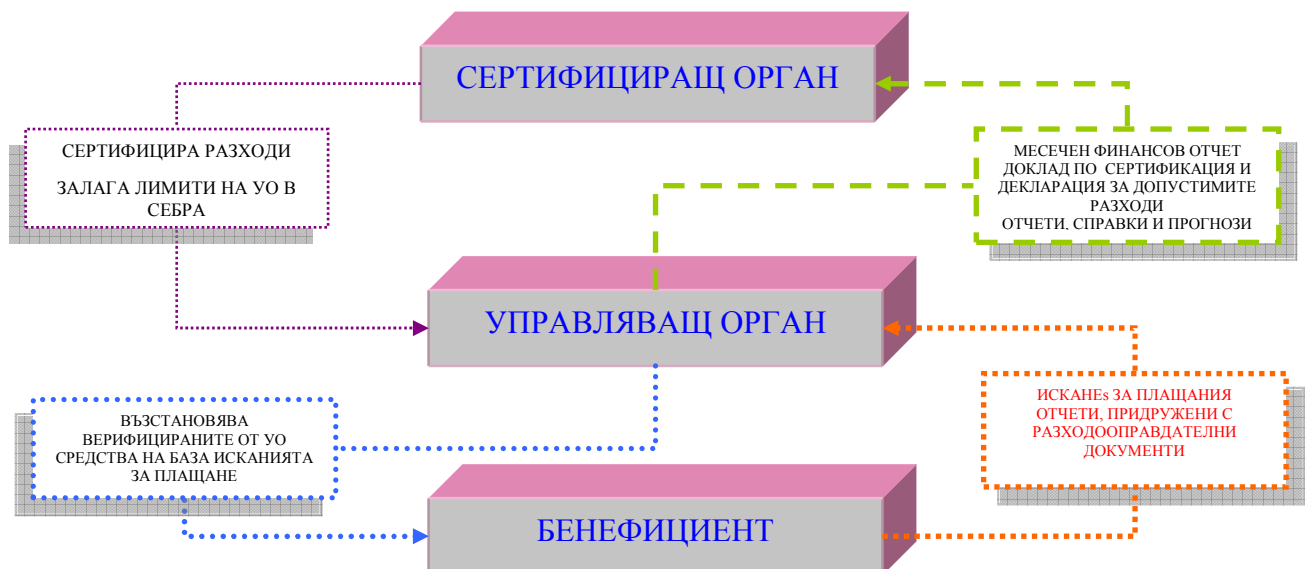 СЕРТИФИЦИРАЩ ОРГАН
СЕРТИФИЦИРА РАЗХОДИ
ЗАЛАГА ЛИМИТИ НА УО В
СЕБРА
МЕСЕЧЕН ФИНАНСОВ ОТЧЕТ
ДОКЛАД ПО СЕРТИФИКАЦИЯ И
ДЕКЛАРАЦИЯ ЗА ДОПУСТИМИТЕ
РАЗХОДИ
ОТЧЕТИ, СПРАВКИ И ПРОГНОЗИ
УПРАВЛЯВАЩ ОРГАН
ВЪЗСТАНОВЯВА
ВЕРИФИЦИРАНИТЕ ОТ УО
СРЕДСТВА НА БАЗА ИСКАНИЯТА
ЗА ПЛАЩАНЕ
ИСКАНЕs ЗА ПЛАЩАНИЯ
ОТЧЕТИ, ПРИДРУЖЕНИ С
РАЗХОДООПРАВДАТЕЛНИ
ДОКУМЕНТИ
БЕНЕФИЦИЕНТ